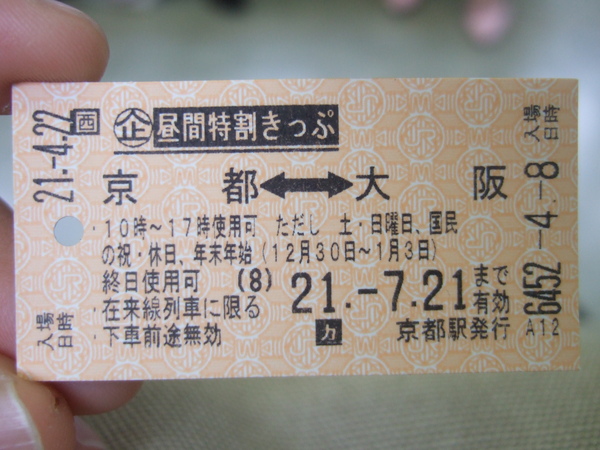 21.-4.22
西
企 昼間特割きっぷ
京都⟷大阪
・10時～17時使用可 ただし 土・日曜日、国民
の祝・休日、年末年始(12月30日～1月3日)
終日使用可 (8) 21.-7.21まで有効
・在来線列車に限る
・下車前途無効 カ 京都駅発行
入場日時
入場日時
6452-4-8
A12